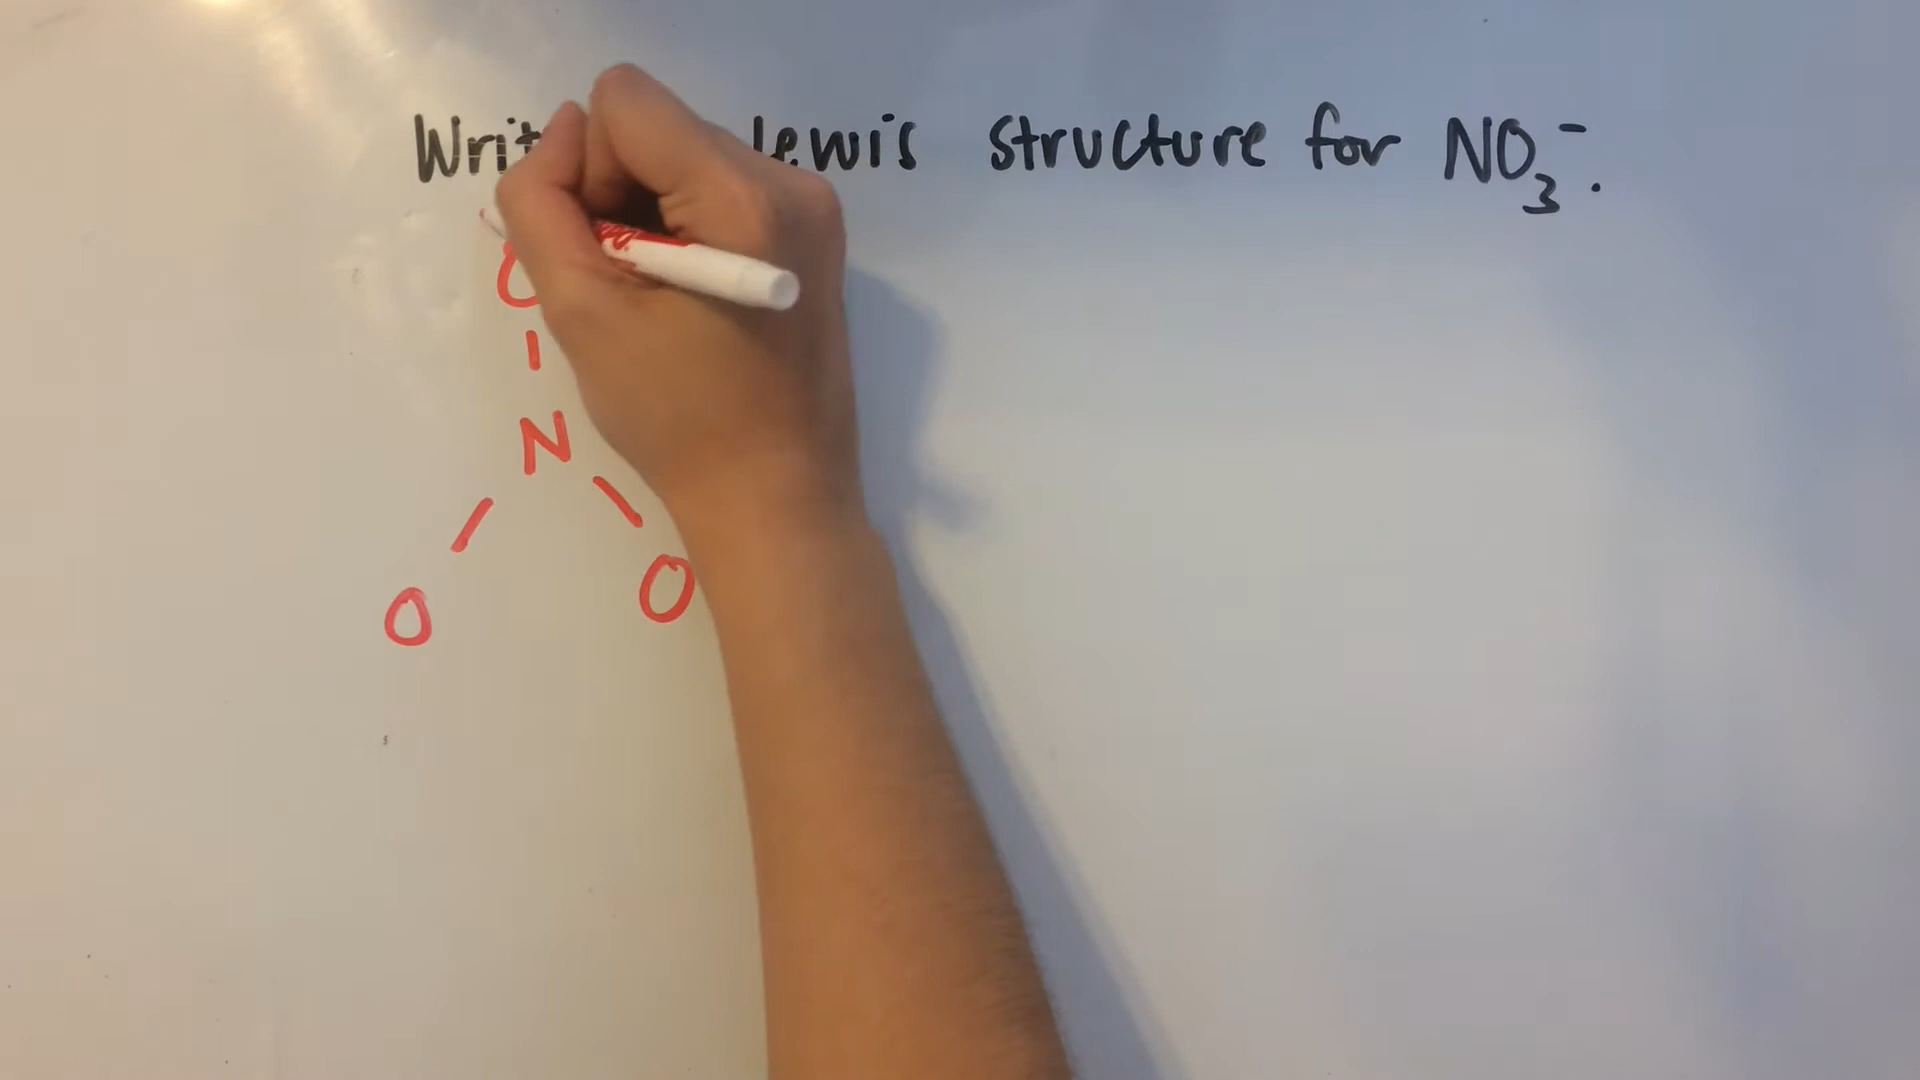 Writ lewis structure for NO₃⁻.
O
N
O O